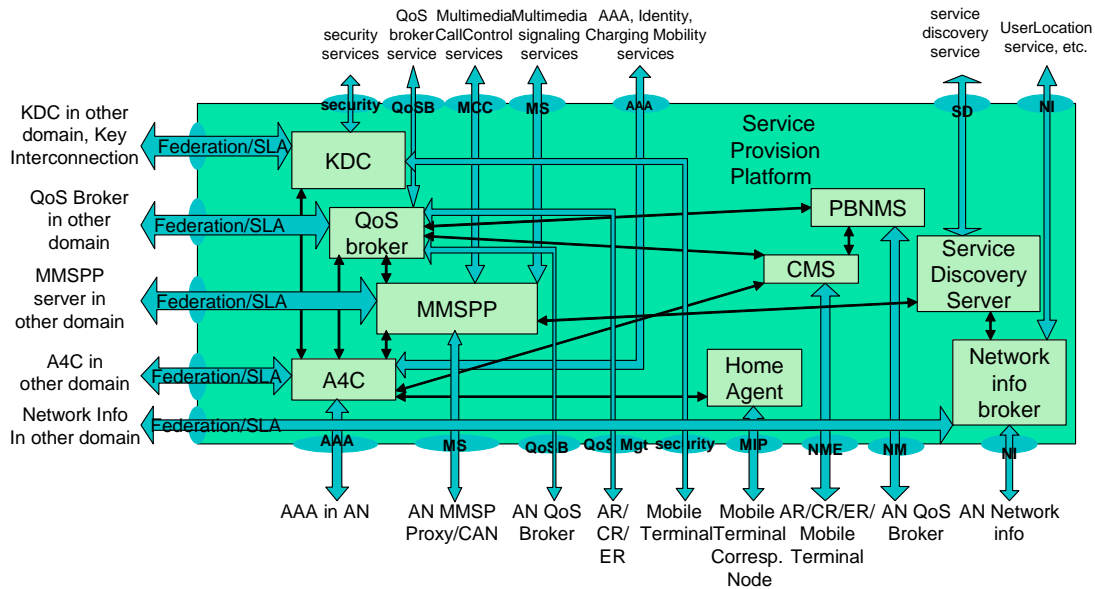 security
services
QoS
broker
service
Multimedia
CallControl
services
Multimedia
signaling
services
AAA, Identity,
Charging Mobility
services
service
discovery
service
UserLocation
service, etc.
security
QoSB
MCC
MS
AAA
SD
NI
KDC in other
domain, Key
Interconnection
Federation/SLA
KDC
Service
Provision
Platform
QoS Broker
in other
domain
Federation/SLA
QoS
broker
PBNMS
MMSPP
server in
other domain
Federation/SLA
MMSPP
CMS
Service
Discovery
Server
A4C in
other domain
Federation/SLA
A4C
Home
Agent
Network
info
broker
Network Info
In other domain
Federation/SLA
AAA
MS
QoSB
QoS Mgt
security
MIP
NME
NM
NI
AAA in AN
AN MMSP
Proxy/CAN
AN QoS
Broker
AR/
CR/
ER
Mobile
Terminal
Mobile
Terminal
Corresp.
Node
AR/CR/ER/
Mobile
Terminal
AN QoS
Broker
AN Network
info